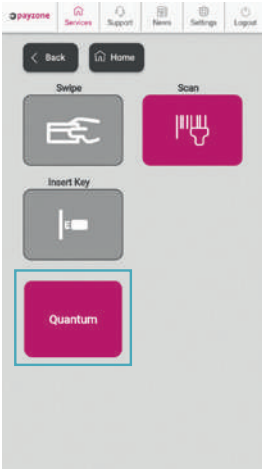 payzone Services Support News Settings Logout
Back Home
Swipe Scan
Insert Key
Quantum